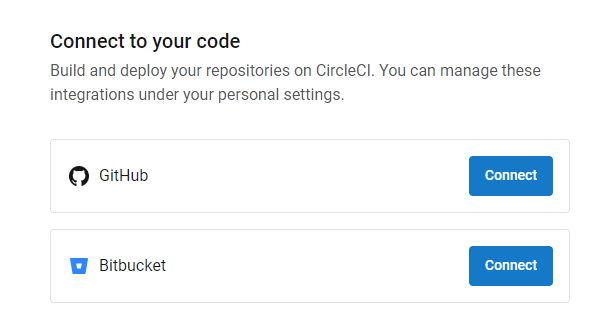 Connect to your code
Build and deploy your repositories on CircleCI. You can manage these
integrations under your personal settings.
GitHub
Connect
Bitbucket
Connect